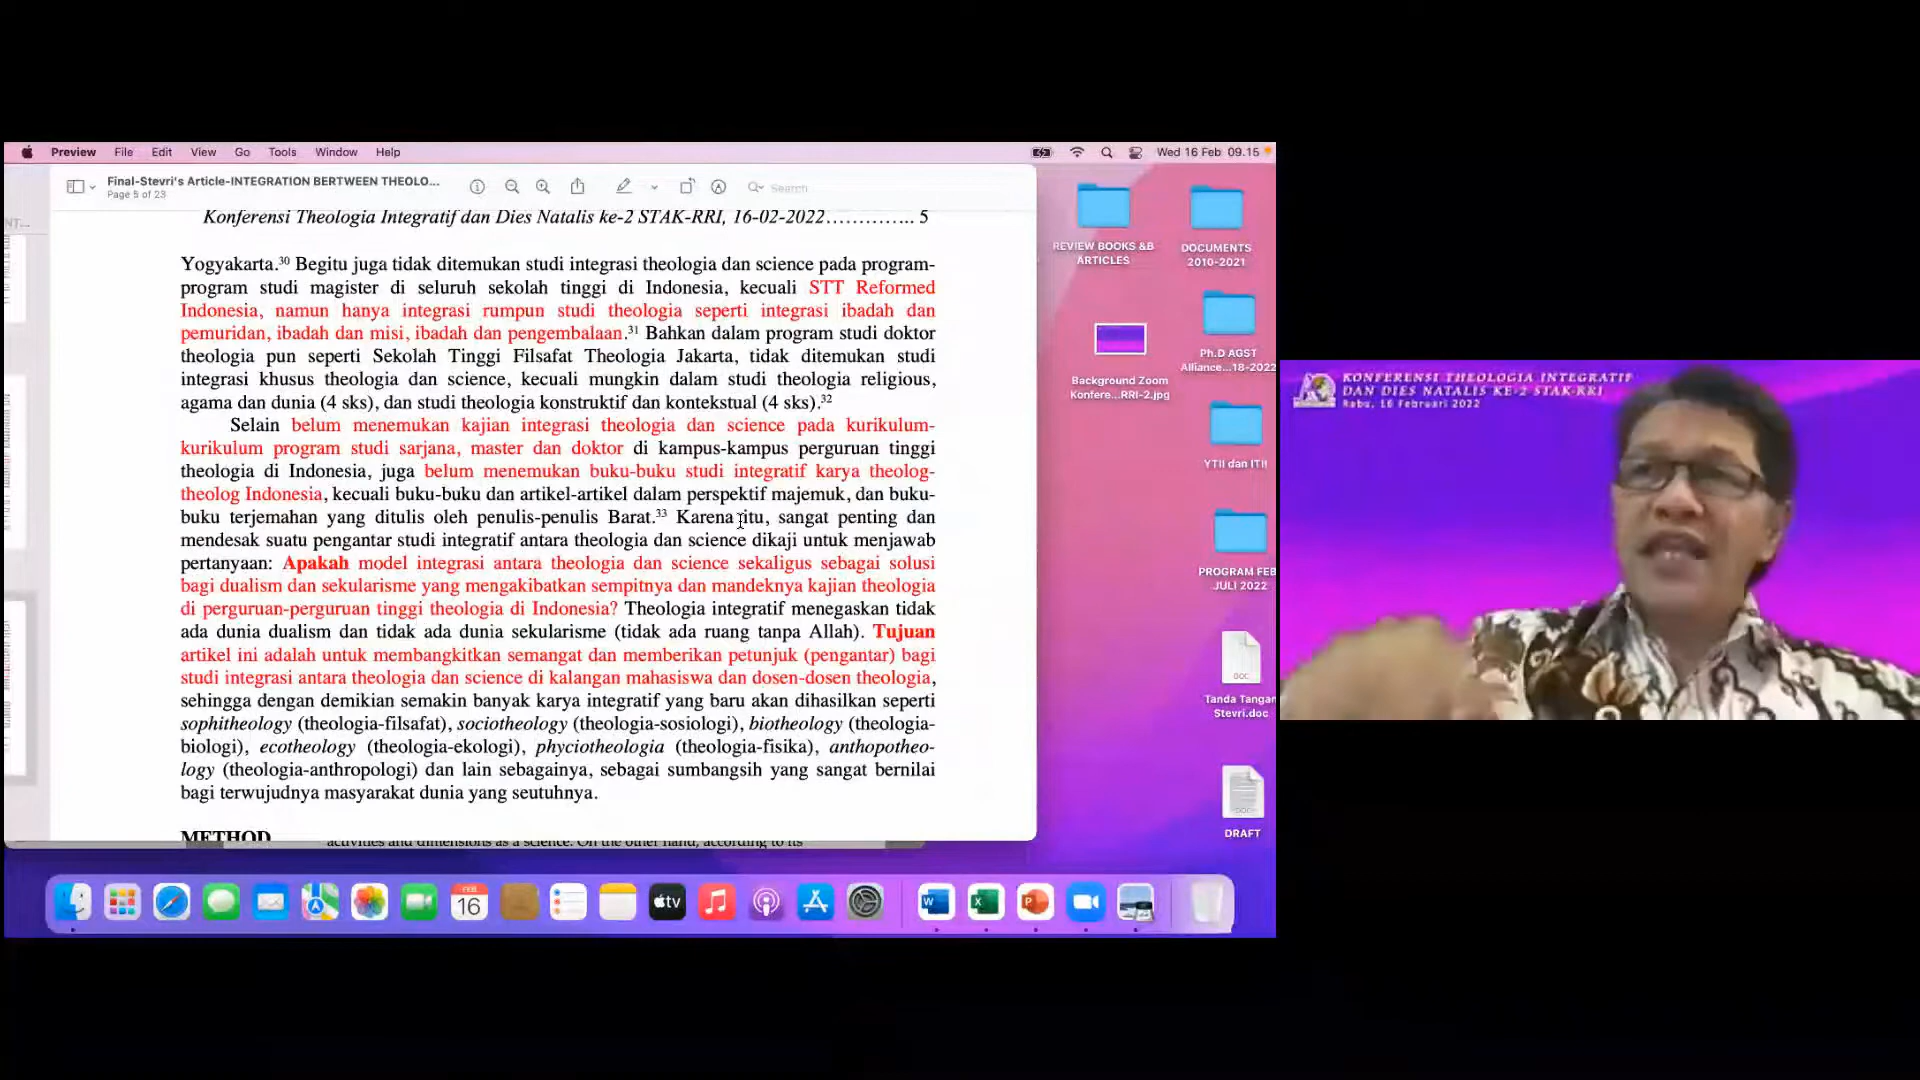 Preview File Edit View Go Tools Window Help
Wed 16 Feb 09.15
Final-Stevri's Article-INTEGRATION BERTWEEN THEOLO...
Page 5 of 23
Search
Konferensi Theologia Integratif dan Dies Natalis ke-2 STAK-RRI, 16-02-2022………….. 5
Yogyakarta.³⁰ Begitu juga tidak ditemukan studi integrasi theologia dan science pada program-
program studi magister di seluruh sekolah tinggi di Indonesia, kecuali STT Reformed
Indonesia, namun hanya integrasi rumpun studi theologia seperti integrasi ibadah dan
pemuridan, ibadah dan misi, ibadah dan pengembalaan.³¹ Bahkan dalam program studi doktor
theologia pun seperti Sekolah Tinggi Filsafat Theologia Jakarta, tidak ditemukan studi
integrasi khusus theologia dan science, kecuali mungkin dalam studi theologia religious,
agama dan dunia (4 sks), dan studi theologia konstruktif dan kontekstual (4 sks).³²
Selain belum menemukan kajian integrasi theologia dan science pada kurikulum-
kurikulum program studi sarjana, master dan doktor di kampus-kampus perguruan tinggi
theologia di Indonesia, juga belum menemukan buku-buku studi integratif karya theolog-
theolog Indonesia, kecuali buku-buku dan artikel-artikel dalam perspektif majemuk, dan buku-
buku terjemahan yang ditulis oleh penulis-penulis Barat.³³ Karena itu, sangat penting dan
mendesak suatu pengantar studi integratif antara theologia dan science dikaji untuk menjawab
pertanyaan: Apakah model integrasi antara theologia dan science sekaligus sebagai solusi
bagi dualism dan sekularisme yang mengakibatkan sempitnya dan mandeknya kajian theologia
di perguruan-perguruan tinggi theologia di Indonesia? Theologia integratif menegaskan tidak
ada dunia dualism dan tidak ada dunia sekularisme (tidak ada ruang tanpa Allah). Tujuan
artikel ini adalah untuk membangkitkan semangat dan memberikan petunjuk (pengantar) bagi
studi integrasi antara theologia dan science di kalangan mahasiswa dan dosen-dosen theologia,
sehingga dengan demikian semakin banyak karya integratif yang baru akan dihasilkan seperti
sophitheology (theologia-filsafat), sociotheology (theologia-sosiologi), biotheology (theologia-
biologi), ecotheology (theologia-ekologi), phyciotheologia (theologia-fisika), anthopotheo-
logy (theologia-anthropologi) dan lain sebagainya, sebagai sumbangsih yang sangat bernilai
bagi terwujudnya masyarakat dunia yang seutuhnya.
METHOD
activities and dimensions as a science. On the other hand, according to its
REVIEW BOOKS &B
ARTICLES
DOCUMENTS
2010-2021
Background Zoom
Konfere...RRI-2.jpg
Ph.D AGST
Alliance...18-2022
YTII dan ITII
PROGRAM FEB
JULI 2022
DOC
Tanda Tangan
Stevri.doc
DRAFT
FEB
16
tv
W
X
P
KONFERENSI THEOLOGIA INTEGRATIF
DAN DIES NATALIS KE-2 STAK-RRI
Rabu, 16 Februari 2022